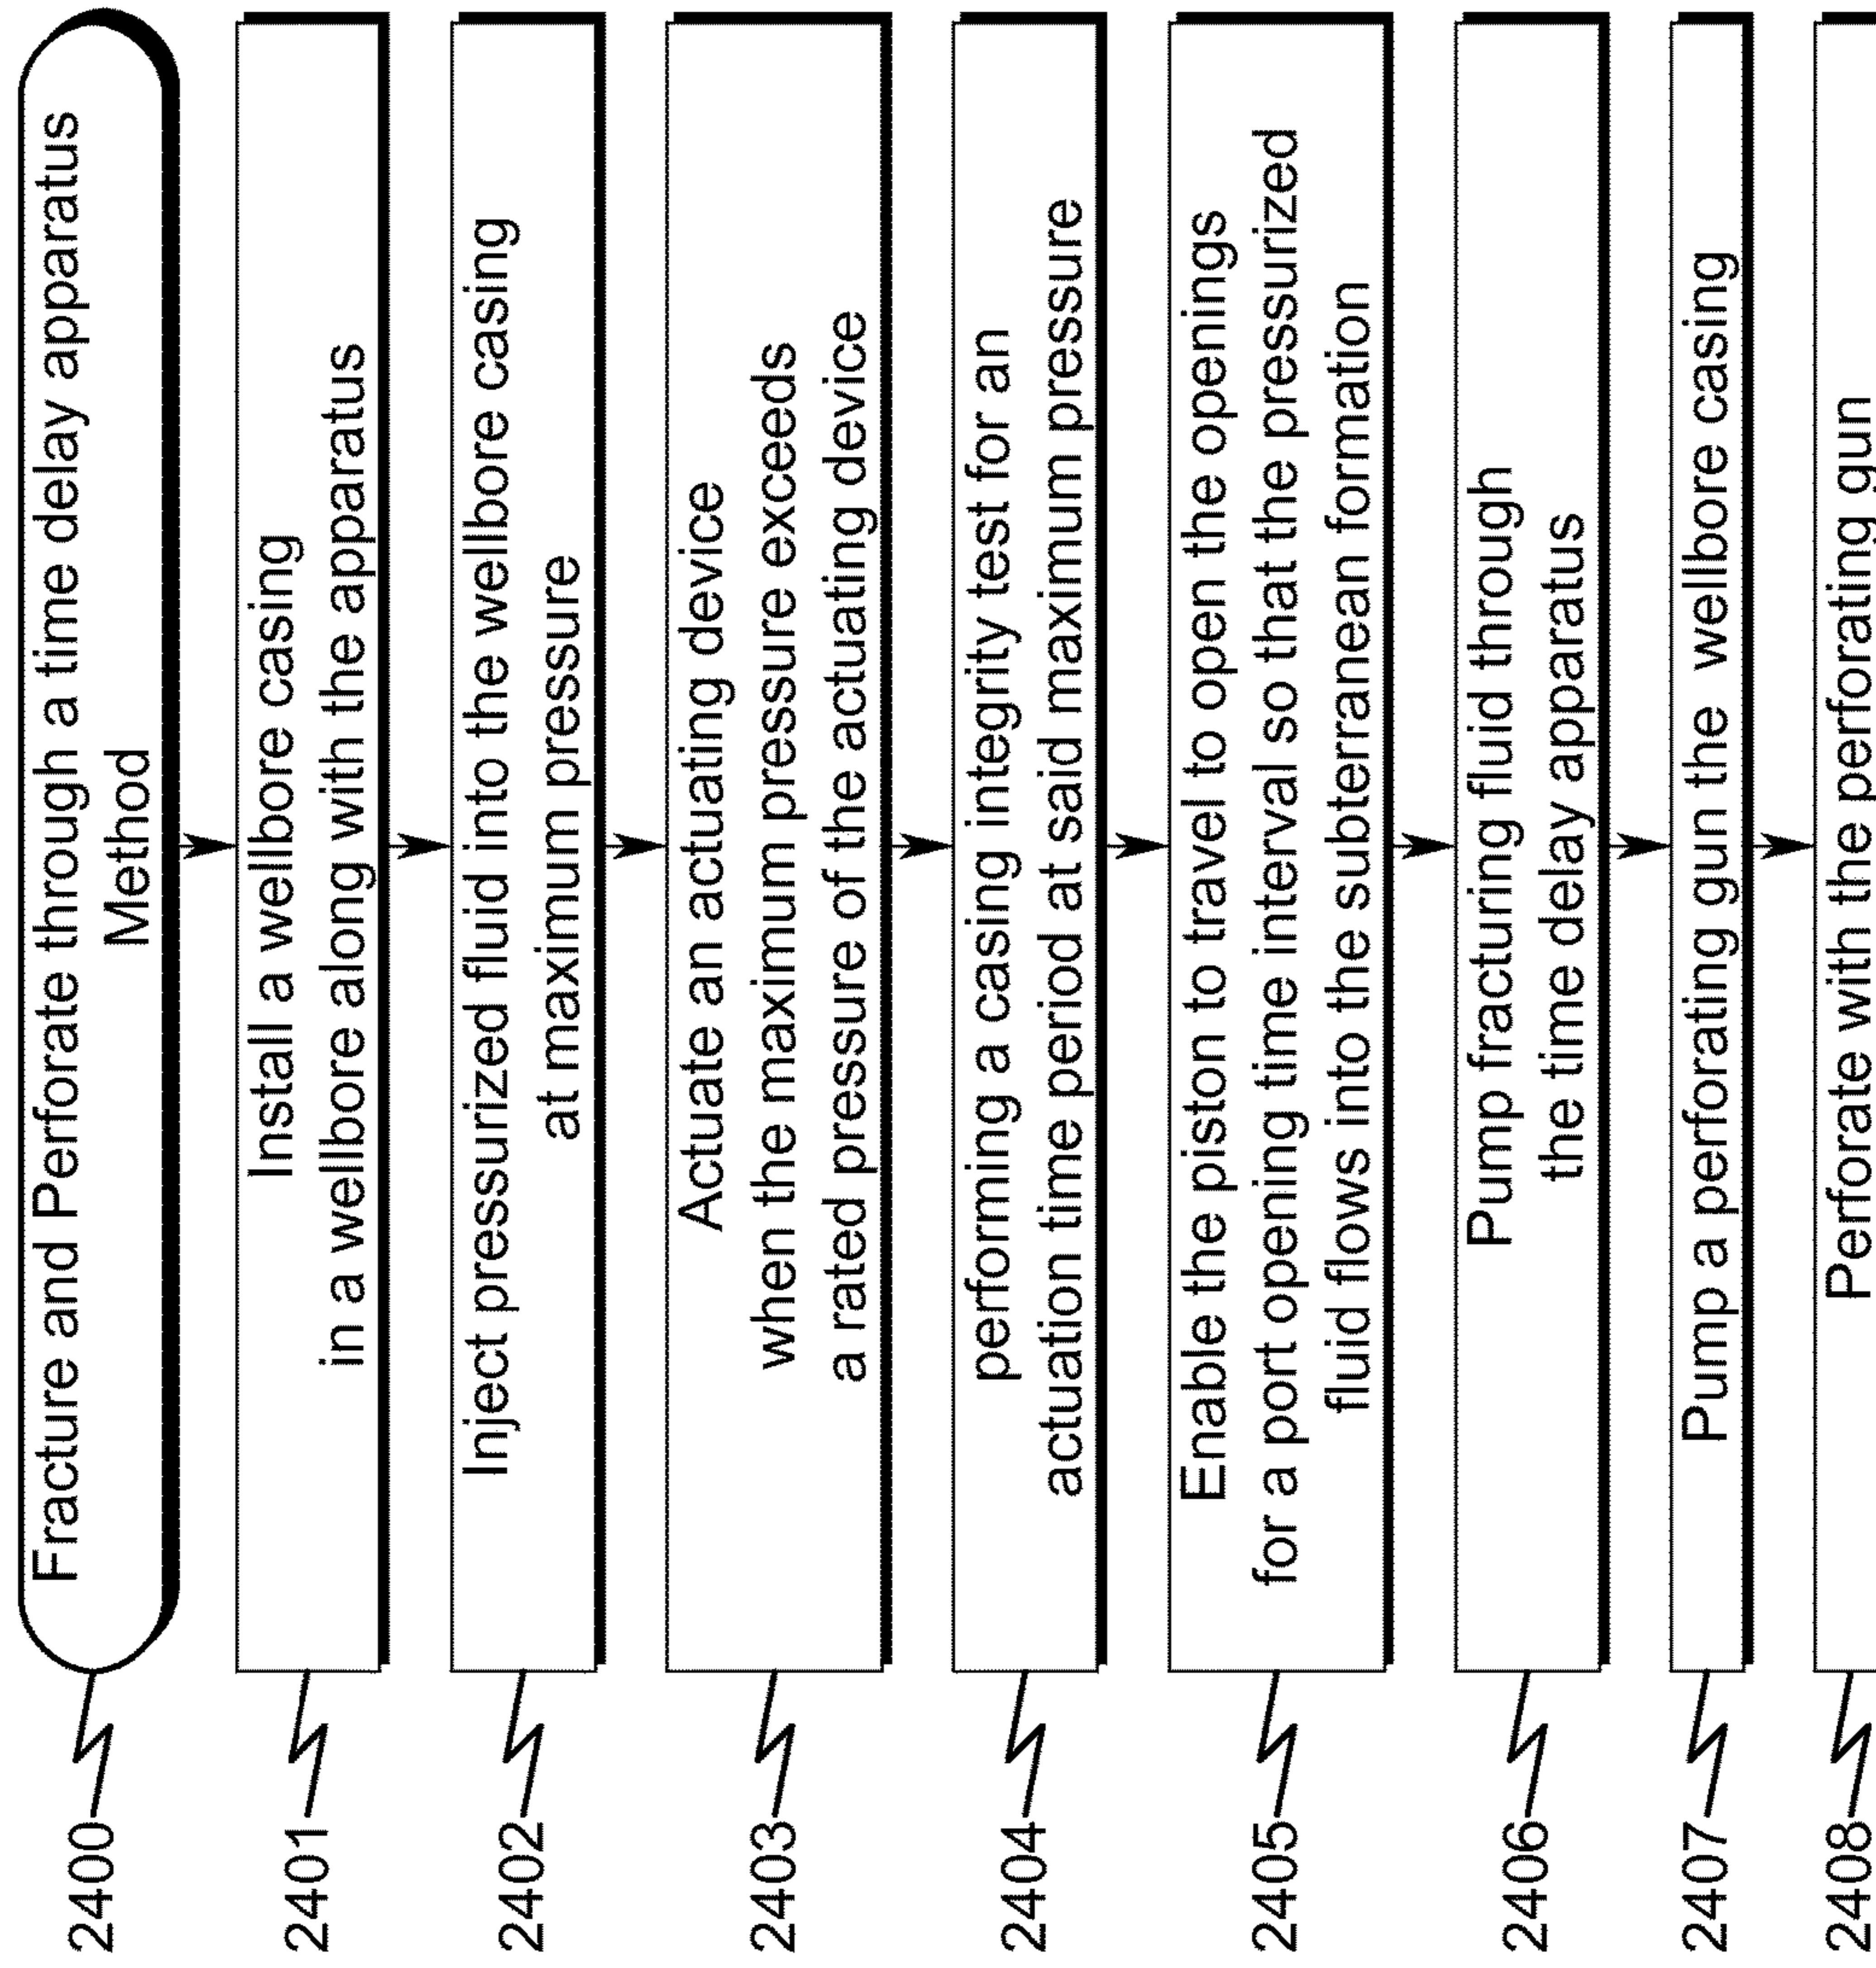 2400
Fracture and Perforate through a time delay apparatus
Method
2401
Install a wellbore casing
in a wellbore along with the apparatus
2402
Inject pressurized fluid into the wellbore casing
at maximum pressure
2403
Actuate an actuating device
when the maximum pressure exceeds
a rated pressure of the actuating device
2404
performing a casing integrity test for an
actuation time period at said maximum pressure
2405
Enable the piston to travel to open the openings
for a port opening time interval so that the pressurized
fluid flows into the subterranean formation
2406
Pump fracturing fluid through
the time delay apparatus
2407
Pump a perforating gun the wellbore casing
2408
Perforate with the perforating gun